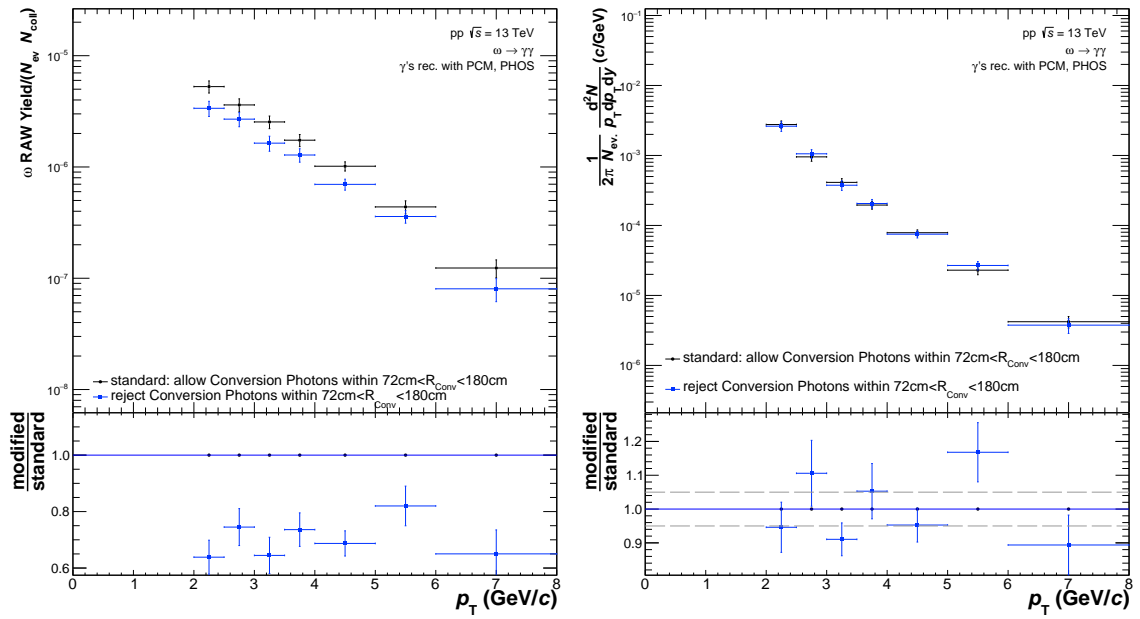 ω RAW Yield/(N_ev N_coll)
10^-5
10^-6
10^-7
10^-8
pp √s = 13 TeV
ω → γγ
γ's rec. with PCM, PHOS
standard: allow Conversion Photons within 72cm<R_Conv<180cm
reject Conversion Photons within 72cm<R_Conv<180cm
modified
standard
1.0
0.8
0.6
0 1 2 3 4 5 6 7 8
p_T (GeV/c)
1/(2π N_ev.) d²N/(p_T dp_T dy) (c/GeV)
10^-1
10^-2
10^-3
10^-4
10^-5
10^-6
pp √s = 13 TeV
ω → γγ
γ's rec. with PCM, PHOS
standard: allow Conversion Photons within 72cm<R_Conv<180cm
reject Conversion Photons within 72cm<R_Conv<180cm
modified
standard
1.2
1.1
1.0
0.9
0 1 2 3 4 5 6 7 8
p_T (GeV/c)